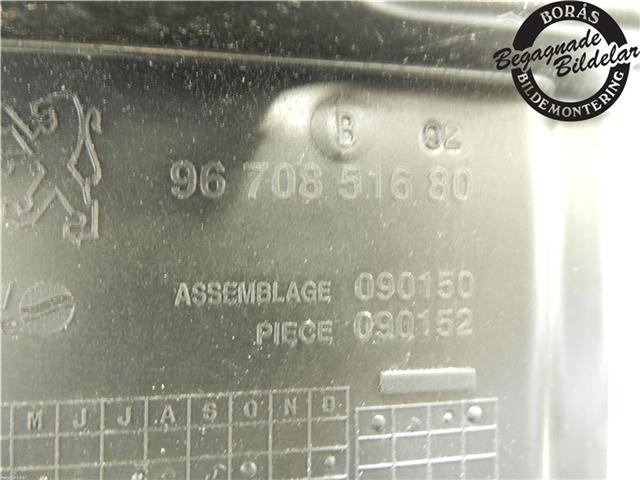 BORÅS
Begagnade
Bildelar
BILDEMONTERING
B 02
96 708 516 80
ASSEMBLAGE 090150
PIECE 090152
M J J A S O N D